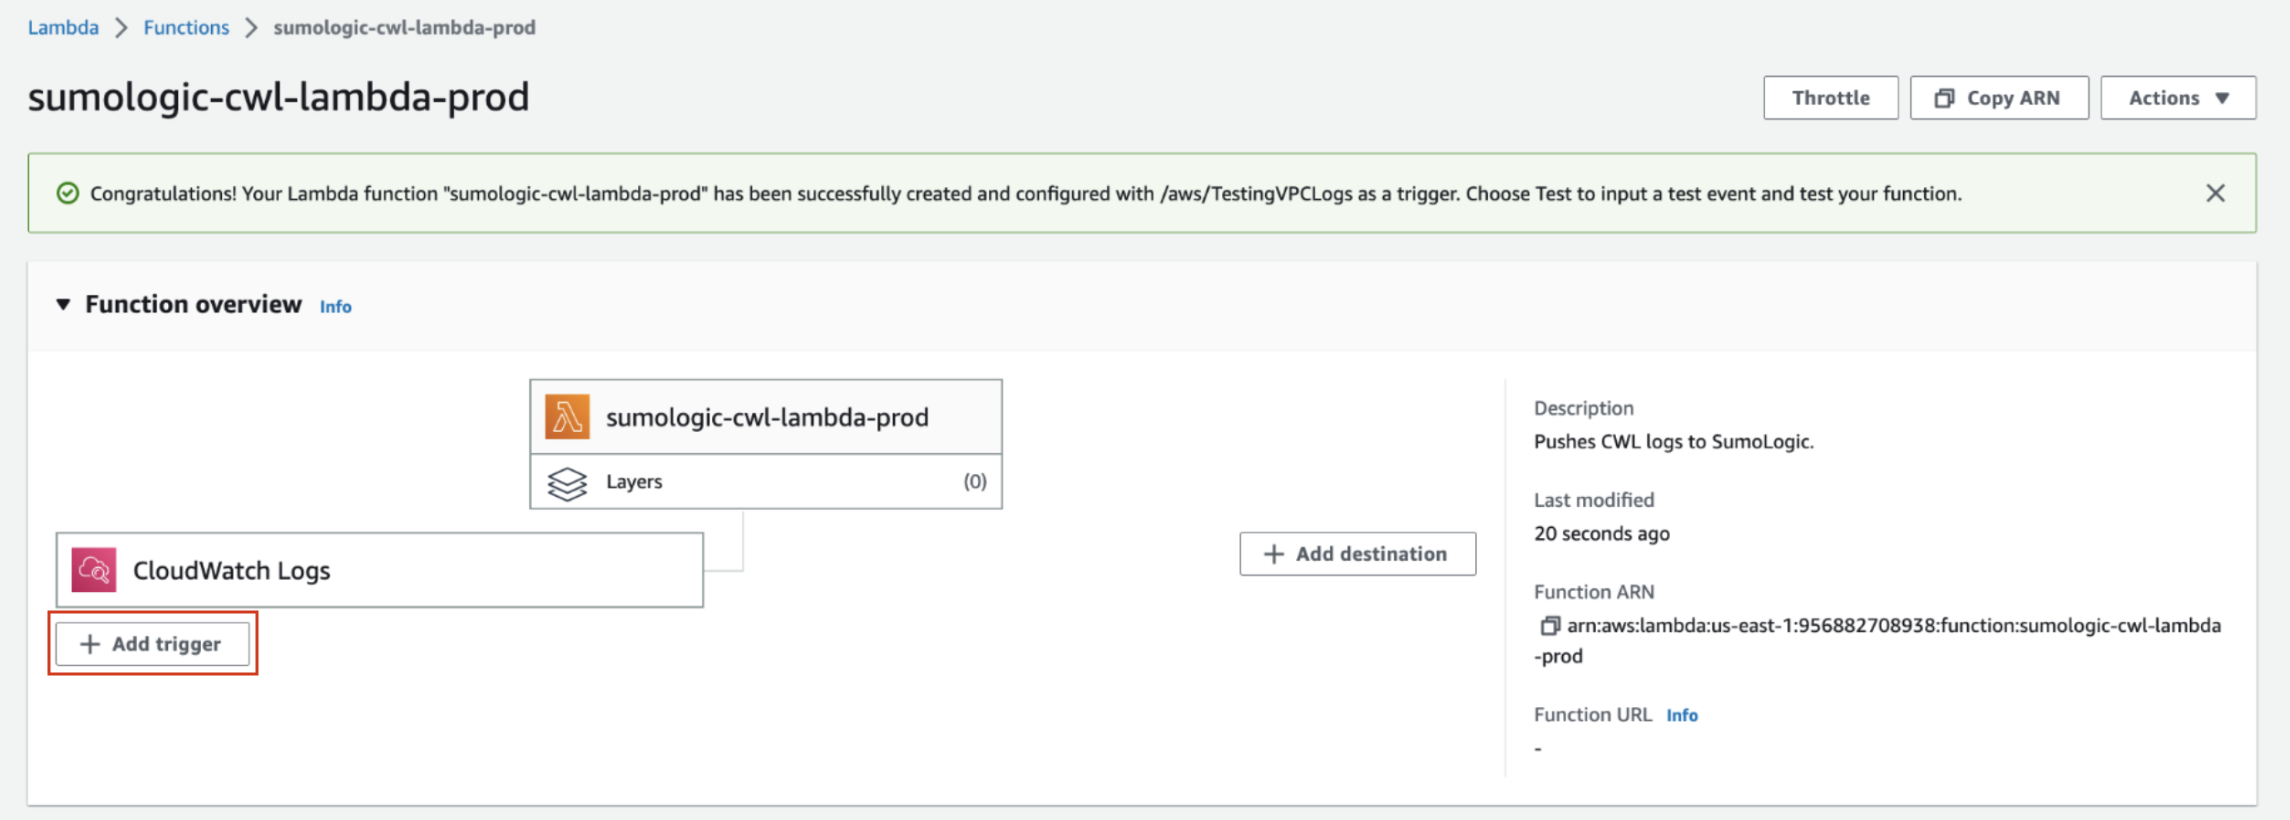 Lambda > Functions > sumologic-cwl-lambda-prod
sumologic-cwl-lambda-prod
Throttle
Copy ARN
Actions ▼
Congratulations! Your Lambda function "sumologic-cwl-lambda-prod" has been successfully created and configured with /aws/TestingVPCLogs as a trigger. Choose Test to input a test event and test your function.
Function overview Info
sumologic-cwl-lambda-prod
Layers (0)
CloudWatch Logs
+ Add trigger
+ Add destination
Description
Pushes CWL logs to SumoLogic.
Last modified
20 seconds ago
Function ARN
arn:aws:lambda:us-east-1:956882708938:function:sumologic-cwl-lambda
-prod
Function URL Info
-